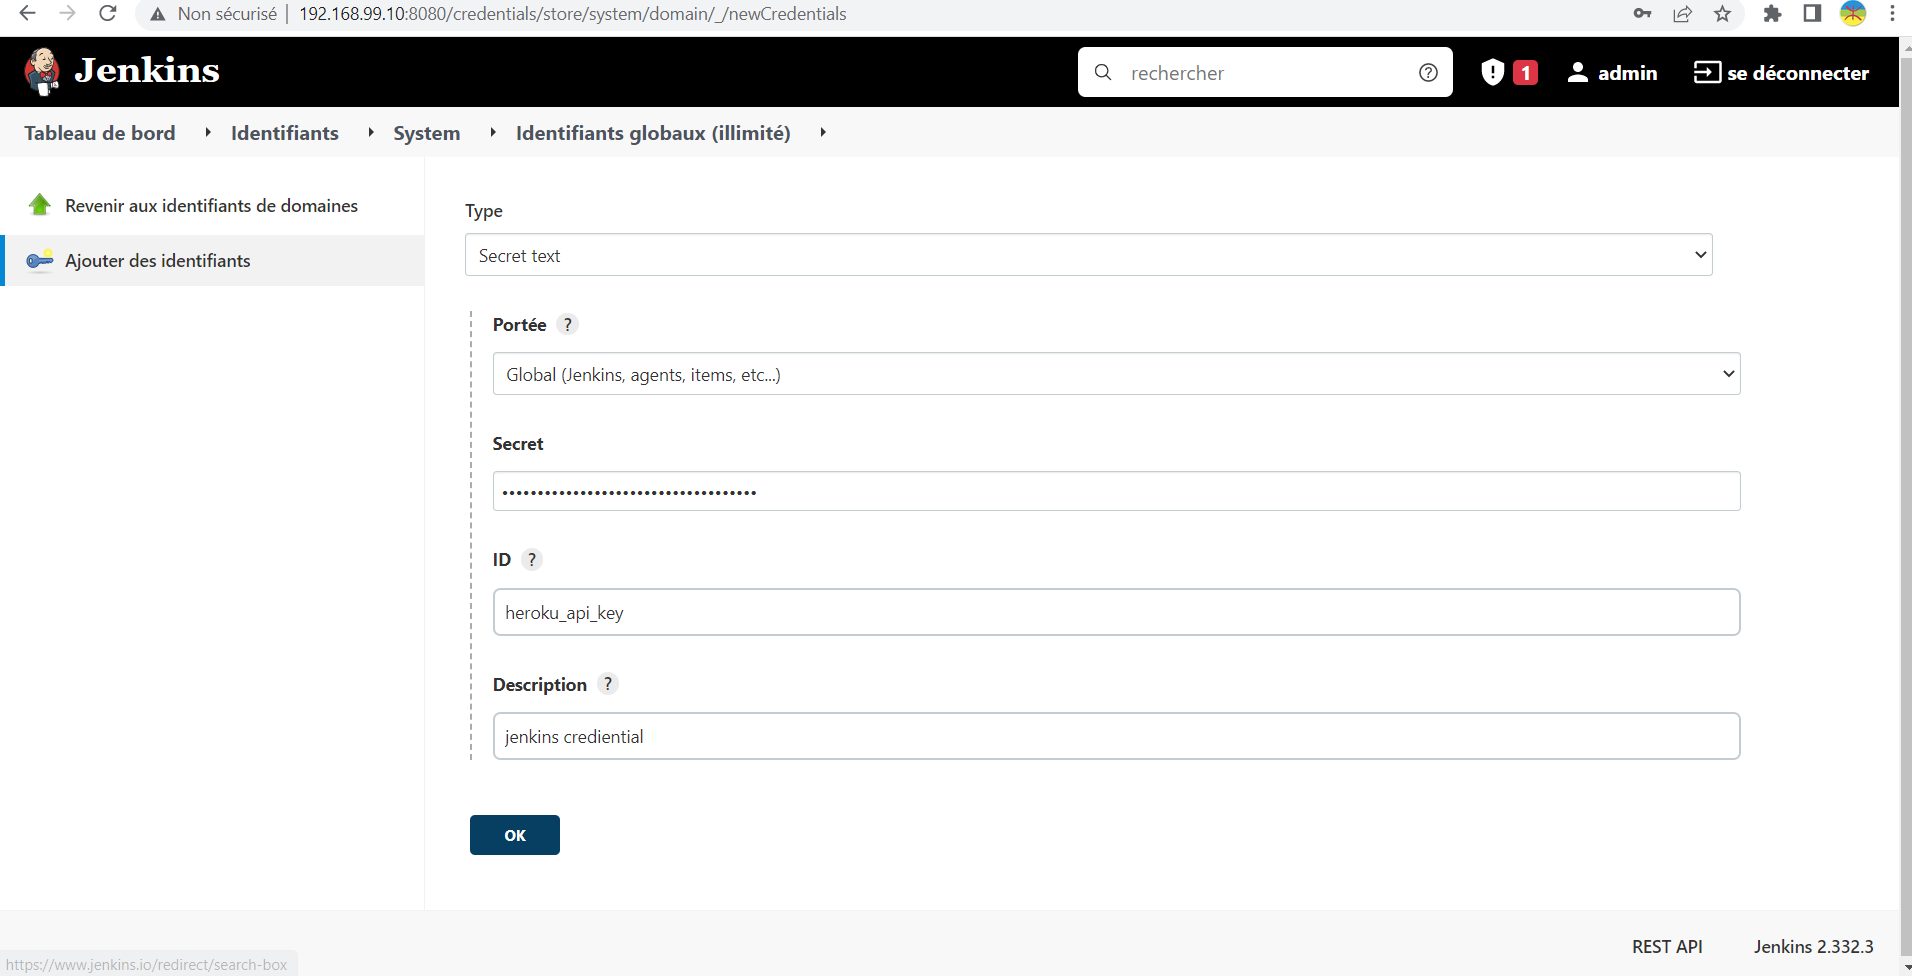 Non sécurisé | 192.168.99.10:8080/credentials/store/system/domain/_/newCredentials
Jenkins
rechercher
1
admin
se déconnecter
Tableau de bord
Identifiants
System
Identifiants globaux (illimité)
Revenir aux identifiants de domaines
Ajouter des identifiants
Type
Secret text
Portée ?
Global (Jenkins, agents, items, etc...)
Secret
••••••••••••••••••••••••••••••••••••
ID ?
heroku_api_key
Description ?
jenkins crediential
OK
REST API
Jenkins 2.332.3
https://www.jenkins.io/redirect/search-box